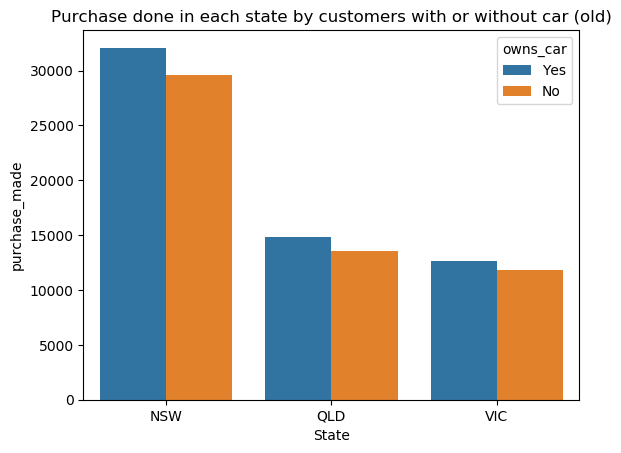 Purchase done in each state by customers with or without car (old)
owns_car
Yes
No
purchase_made
30000
25000
20000
15000
10000
5000
0
NSW QLD VIC
State